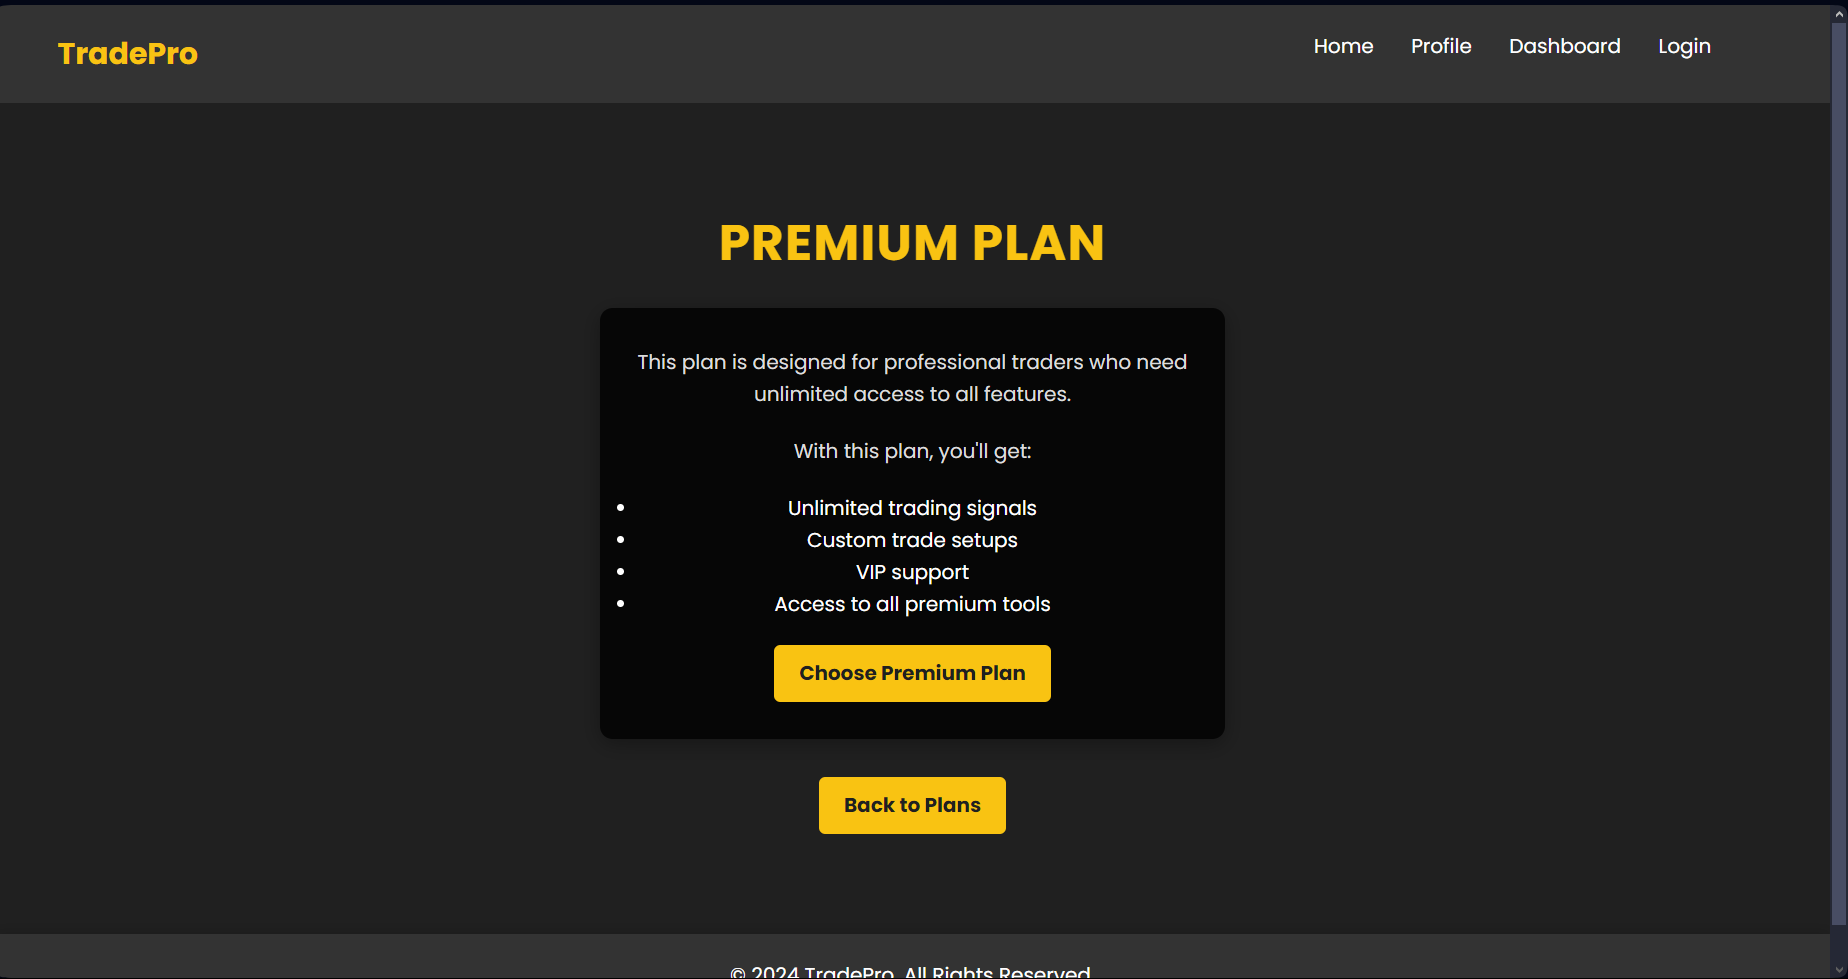 TradePro
Home Profile Dashboard Login
PREMIUM PLAN
This plan is designed for professional traders who need
unlimited access to all features.
With this plan, you'll get:
Unlimited trading signals
Custom trade setups
VIP support
Access to all premium tools
Choose Premium Plan
Back to Plans
© 2024 TradePro. All Rights Reserved.